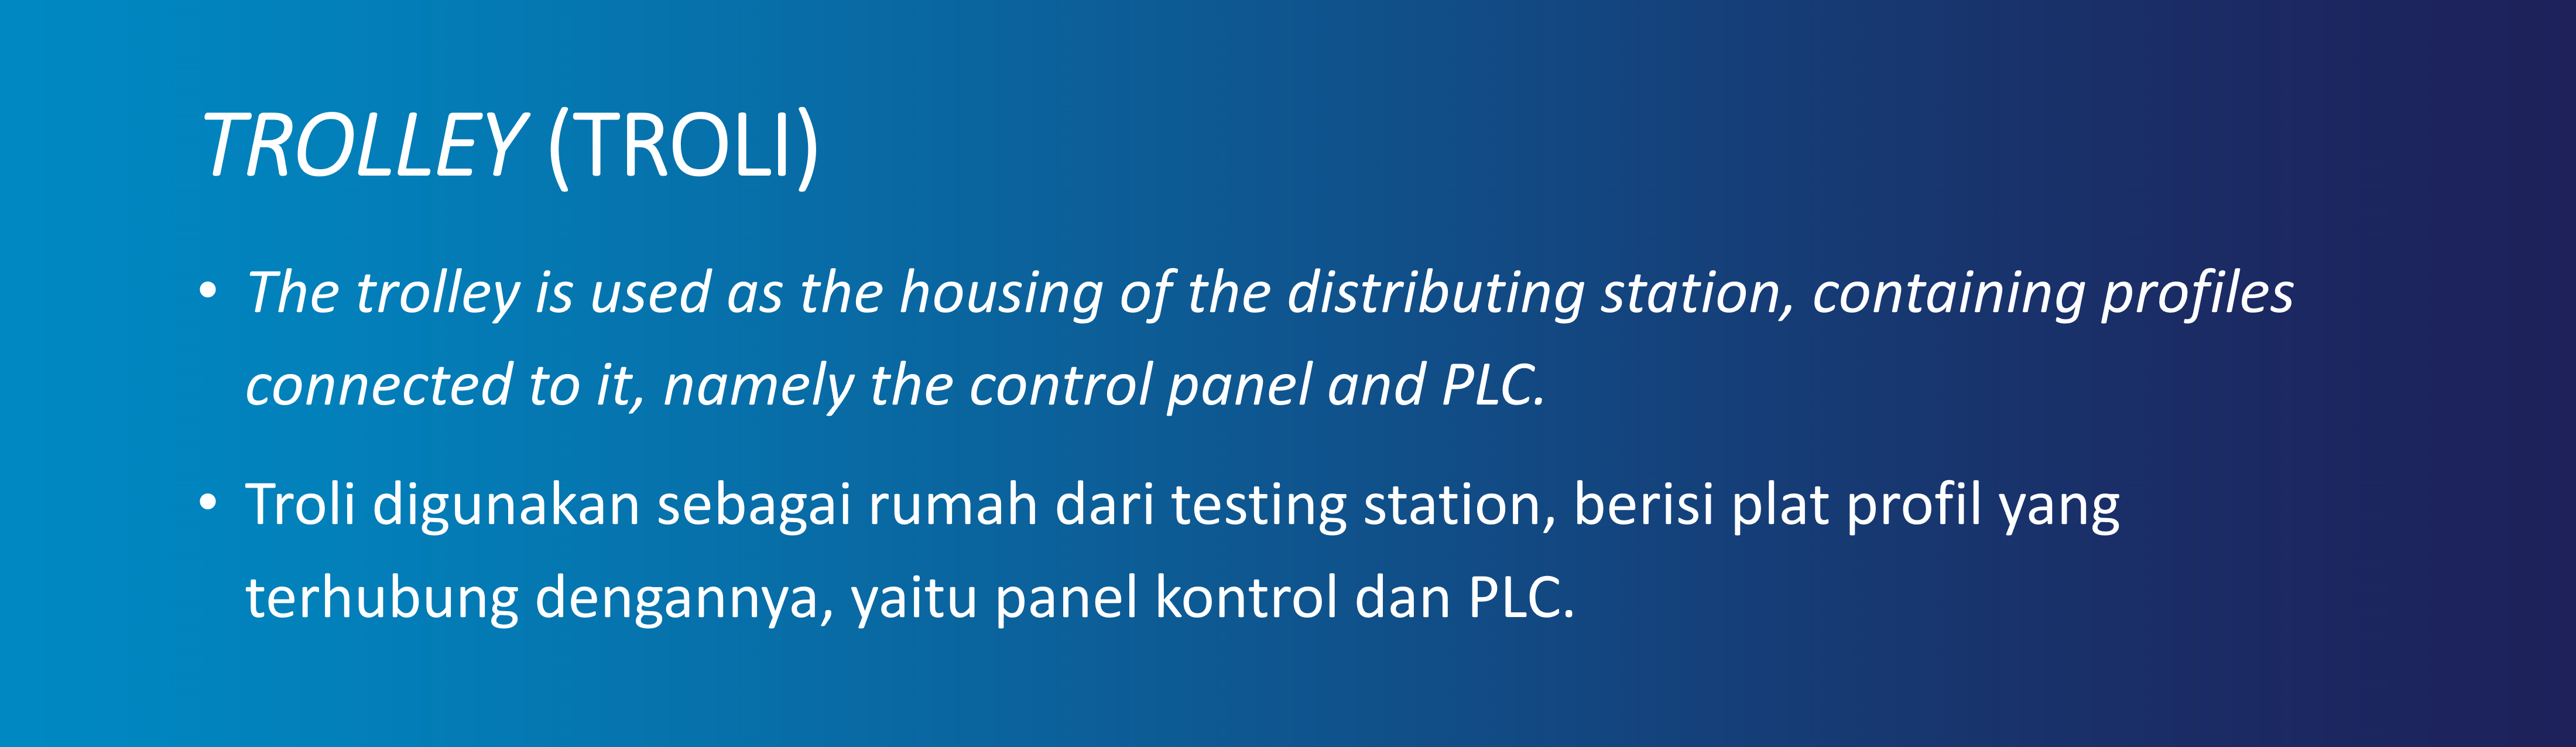 TROLLEY (TROLI)
• The trolley is used as the housing of the distributing station, containing profiles
connected to it, namely the control panel and PLC.
• Troli digunakan sebagai rumah dari testing station, berisi plat profil yang
terhubung dengannya, yaitu panel kontrol dan PLC.